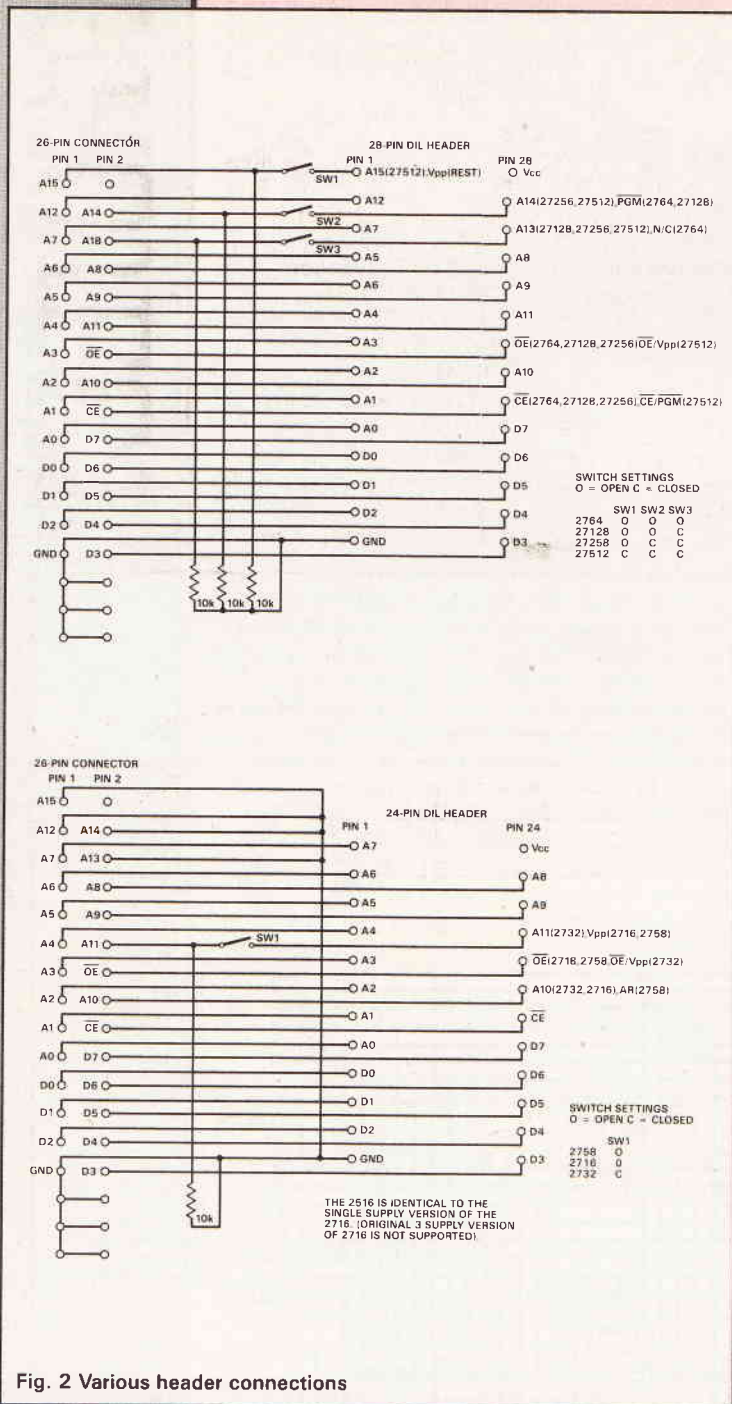 26-PIN CONNECTOR
PIN 1 PIN 2
28-PIN DIL HEADER
PIN 1
PIN 28
A15
SW1
A15(27512),Vpp(REST)
Vcc
A12
A12 A14
SW2
A14(27256,27512),PGM(2764,27128)
A7
A7 A18
SW3
A13(27128,27256,27512),N/C(2764)
A5
A6 A8
A8
A6
A5 A9
A9
A4
A4 A11
A11
A3
A3 OE
OE(2764,27128,27256)OE/Vpp(27512)
A2
A2 A10
A10
A1
A1 CE
CE(2764,27128,27256),CE/PGM(27512)
A0
A0 D7
D7
D0
D0 D6
D6
D1
D1 D5
D5
D2
D2 D4
D4
GND
GND D3
D3
10k 10k 10k
SWITCH SETTINGS
O = OPEN C = CLOSED
SW1 SW2 SW3
2764 O O O
27128 O O C
27258 O C C
27512 C C C
26-PIN CONNECTOR
PIN 1 PIN 2
24-PIN DIL HEADER
PIN 1
PIN 24
A15
A12 A14
A7
Vcc
A7 A13
A6
A6 A8
A8
A5
A5 A9
A9
A4
A4 A11
SW1
A11(2732),Vpp(2716,2758)
A3
A3 OE
OE(2716,2758,OE/Vpp(2732)
A2
A2 A10
A10(2732,2716),AR(2758)
A1
A1 CE
CE
A0
A0 D7
D7
D0
D0 D6
D6
D1
D1 D5
D5
D2
D2 D4
D4
GND
GND D3
D3
10k
SWITCH SETTINGS
O = OPEN C = CLOSED
SW1
2758 O
2716 0
2732 C
THE 2516 IS IDENTICAL TO THE
SINGLE SUPPLY VERSION OF THE
2716. (ORIGINAL 3 SUPPLY VERSION
OF 2716 IS NOT SUPPORTED)
Fig. 2 Various header connections